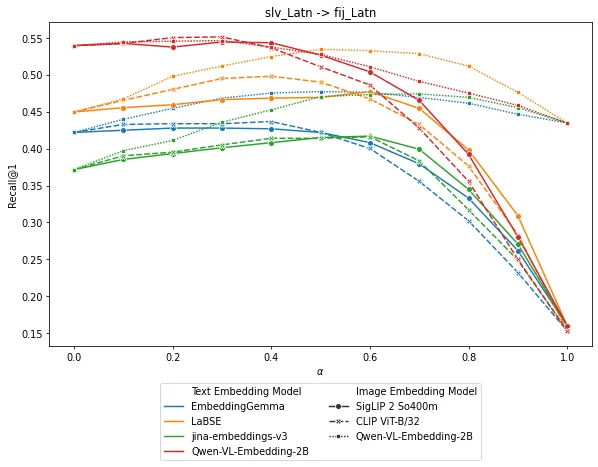 slv_Latn -> fij_Latn
Recall@1
0.55
0.50
0.45
0.40
0.35
0.30
0.25
0.20
0.15
0.0 0.2 0.4 0.6 0.8 1.0
α
Text Embedding Model
EmbeddingGemma
LaBSE
jina-embeddings-v3
Qwen-VL-Embedding-2B
Image Embedding Model
SigLIP 2 So400m
CLIP ViT-B/32
Qwen-VL-Embedding-2B